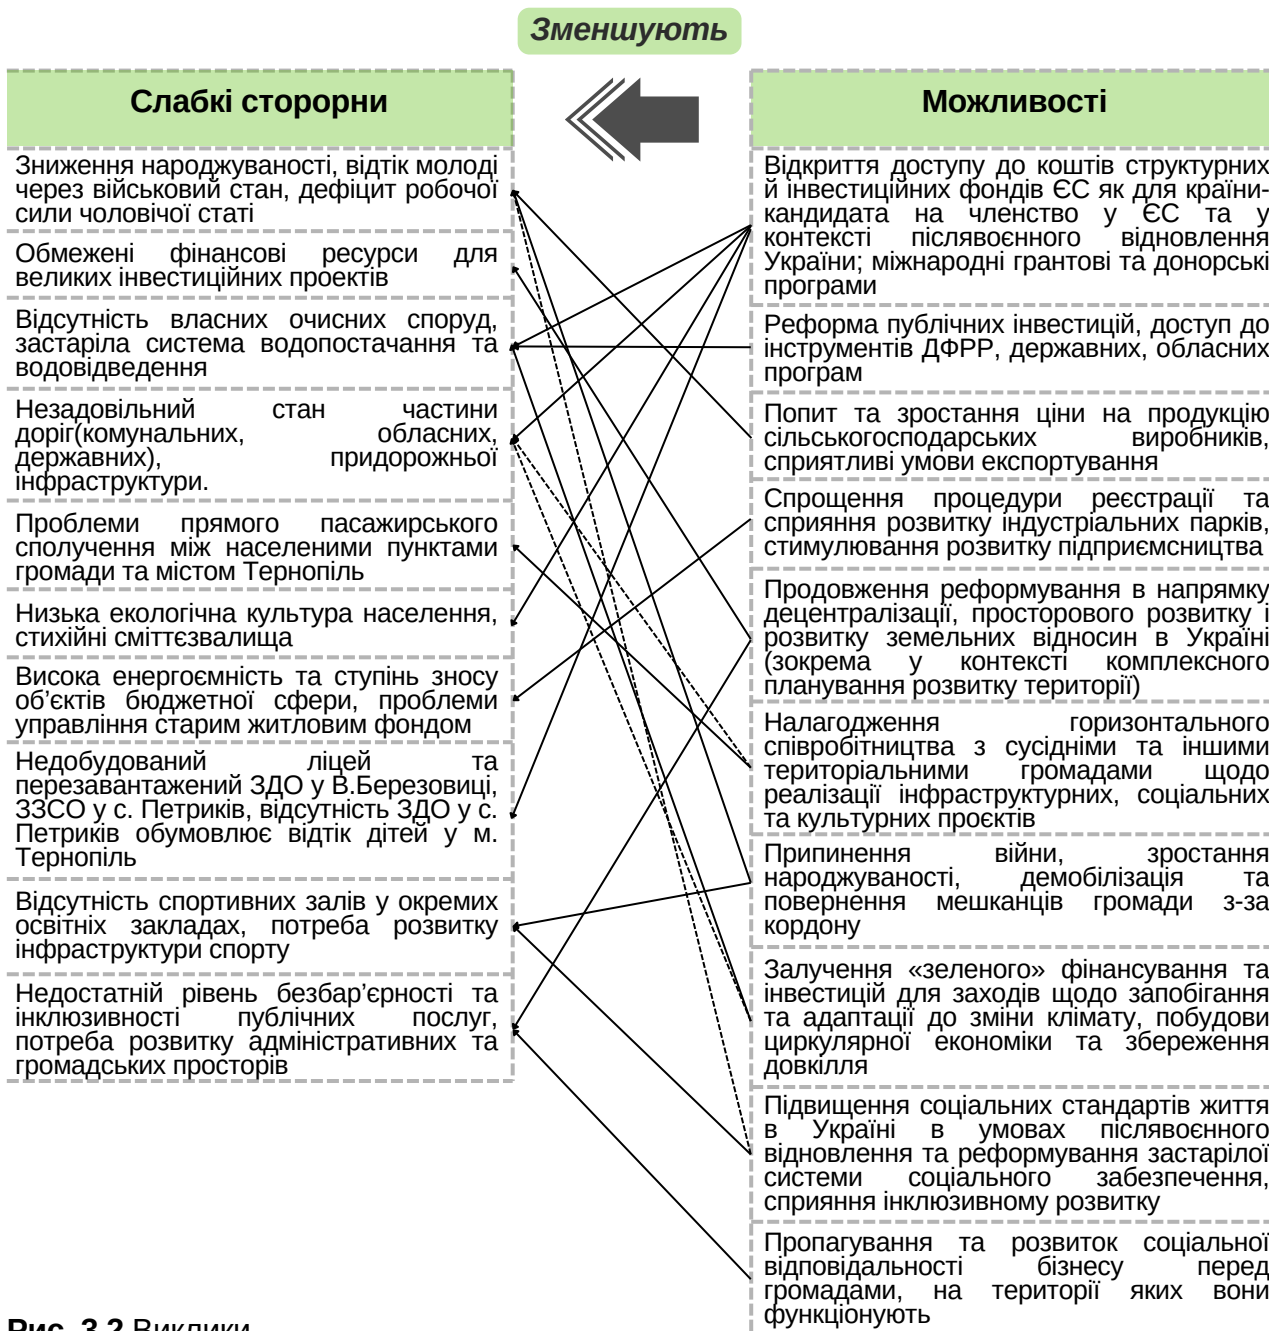 Зменшують
Слабкі сторорни
Зниження народжуваності, відтік молоді
через військовий стан, дефіцит робочої
сили чоловічої статі
Обмежені фінансові ресурси для
великих інвестиційних проектів
Відсутність власних очисних споруд,
застаріла система водопостачання та
водовідведення
Незадовільний стан частини
доріг(комунальних, обласних,
державних), придорожньої
інфраструктури.
Проблеми прямого пасажирського
сполучення між населеними пунктами
громади та містом Тернопіль
Низька екологічна культура населення,
стихійні сміттєзвалища
Висока енергоємність та ступінь зносу
об’єктів бюджетної сфери, проблеми
управління старим житловим фондом
Недобудований ліцей та
перезавантажений ЗДО у В.Березовиці,
ЗЗСО у с. Петриків, відсутність ЗДО у с.
Петриків обумовлює відтік дітей у м.
Тернопіль
Відсутність спортивних залів у окремих
освітніх закладах, потреба розвитку
інфраструктури спорту
Недостатній рівень безбар’єрності та
інклюзивності публічних послуг,
потреба розвитку адміністративних та
громадських просторів
Можливості
Відкриття доступу до коштів структурних
й інвестиційних фондів ЄС як для країни-
кандидата на членство у ЄС та у
контексті післявоєнного відновлення
України; міжнародні грантові та донорські
програми
Реформа публічних інвестицій, доступ до
інструментів ДФРР, державних, обласних
програм
Попит та зростання ціни на продукцію
сільськогосподарських виробників,
сприятливі умови експортування
Спрощення процедури реєстрації та
сприяння розвитку індустріальних парків,
стимулювання розвитку підприємсництва
Продовження реформування в напрямку
децентралізації, просторового розвитку і
розвитку земельних відносин в Україні
(зокрема у контексті комплексного
планування розвитку території)
Налагодження горизонтального
співробітництва з сусідніми та іншими
територіальними громадами щодо
реалізації інфраструктурних, соціальних
та культурних проєктів
Припинення війни, зростання
народжуваності, демобілізація та
повернення мешканців громади з-за
кордону
Залучення «зеленого» фінансування та
інвестицій для заходів щодо запобігання
та адаптації до зміни клімату, побудови
циркулярної економіки та збереження
довкілля
Підвищення соціальних стандартів життя
в Україні в умовах післявоєнного
відновлення та реформування застарілої
системи соціального забезпечення,
сприяння інклюзивному розвитку
Пропагування та розвиток соціальної
відповідальності бізнесу перед
громадами, на території яких вони
функціонують
Рис. 3.2 Виклики